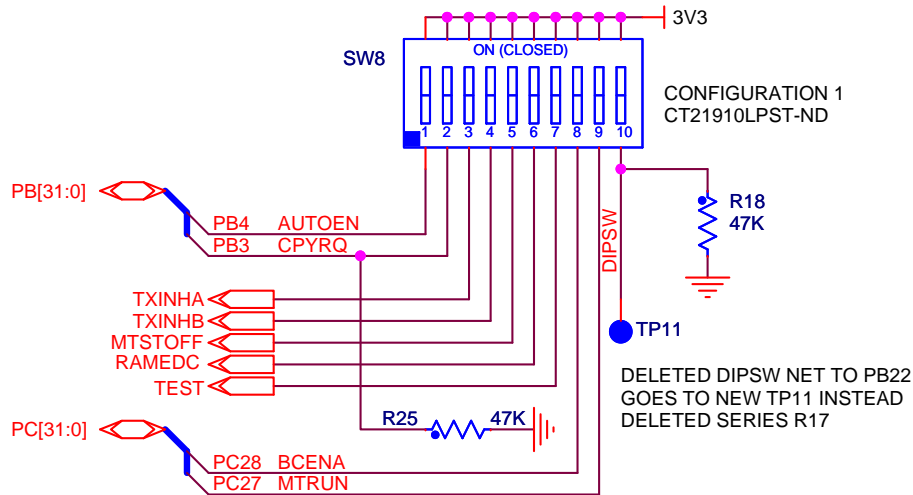 3V3
SW8
ON (CLOSED)
1 2 3 4 5 6 7 8 9 10
CONFIGURATION 1
CT21910LPST-ND
PB[31:0]
PB4 AUTOEN
PB3 CPYRQ
DIPSW
R18
47K
TXINHA
TXINHB
MTSTOFF
RAMEDC
TEST
TP11
DELETED DIPSW NET TO PB22
GOES TO NEW TP11 INSTEAD
DELETED SERIES R17
R25 47K
PC[31:0]
PC28 BCENA
PC27 MTRUN